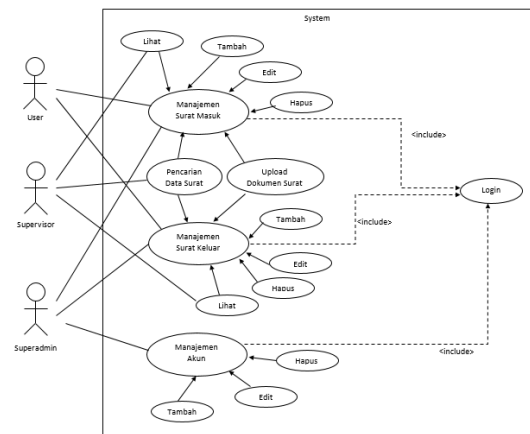 System
Lihat
Tambah
Edit
Hapus
User
Manajemen
Surat Masuk
<include>
Pencarian
Data Surat
Upload
Dokumen Surat
Login
Supervisor
Tambah
<include>
Manajemen
Surat Keluar
Edit
Hapus
Lihat
Superadmin
Manajemen
Akun
Hapus
<include>
Edit
Tambah